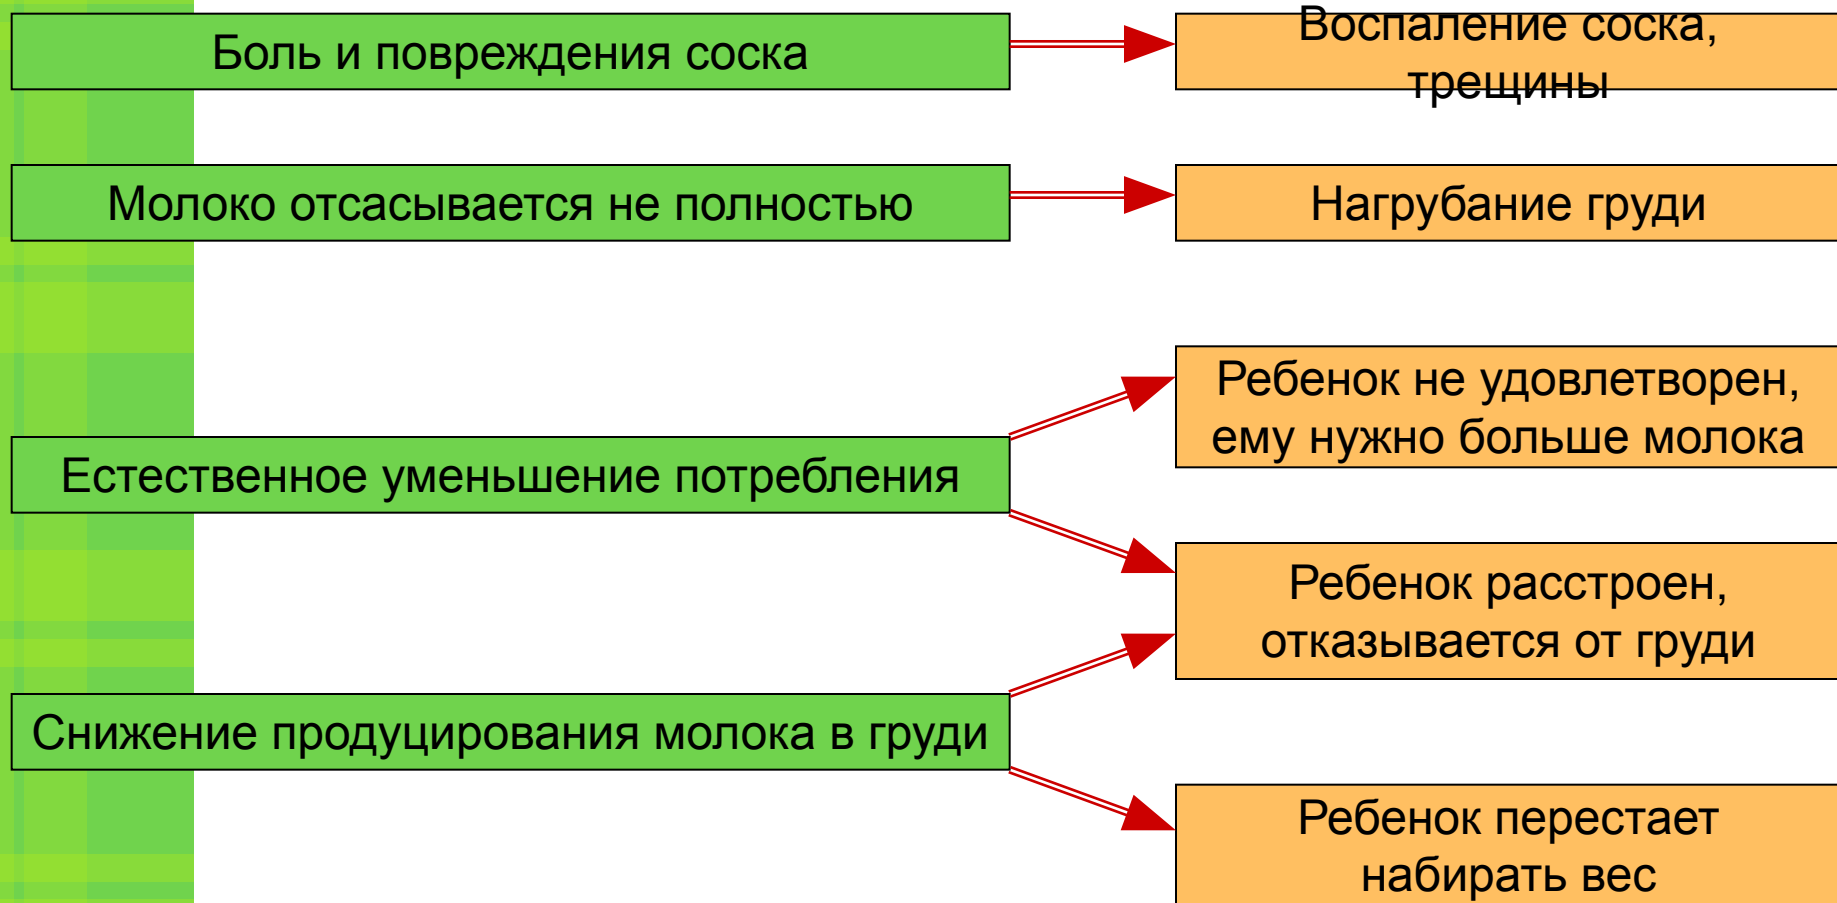 Боль и повреждения соска
Воспаление соска,
трещины
Молоко отсасывается не полностью
Нагрубание груди
Ребенок не удовлетворен,
ему нужно больше молока
Естественное уменьшение потребления
Ребенок расстроен,
отказывается от груди
Снижение продуцирования молока в груди
Ребенок перестает
набирать вес